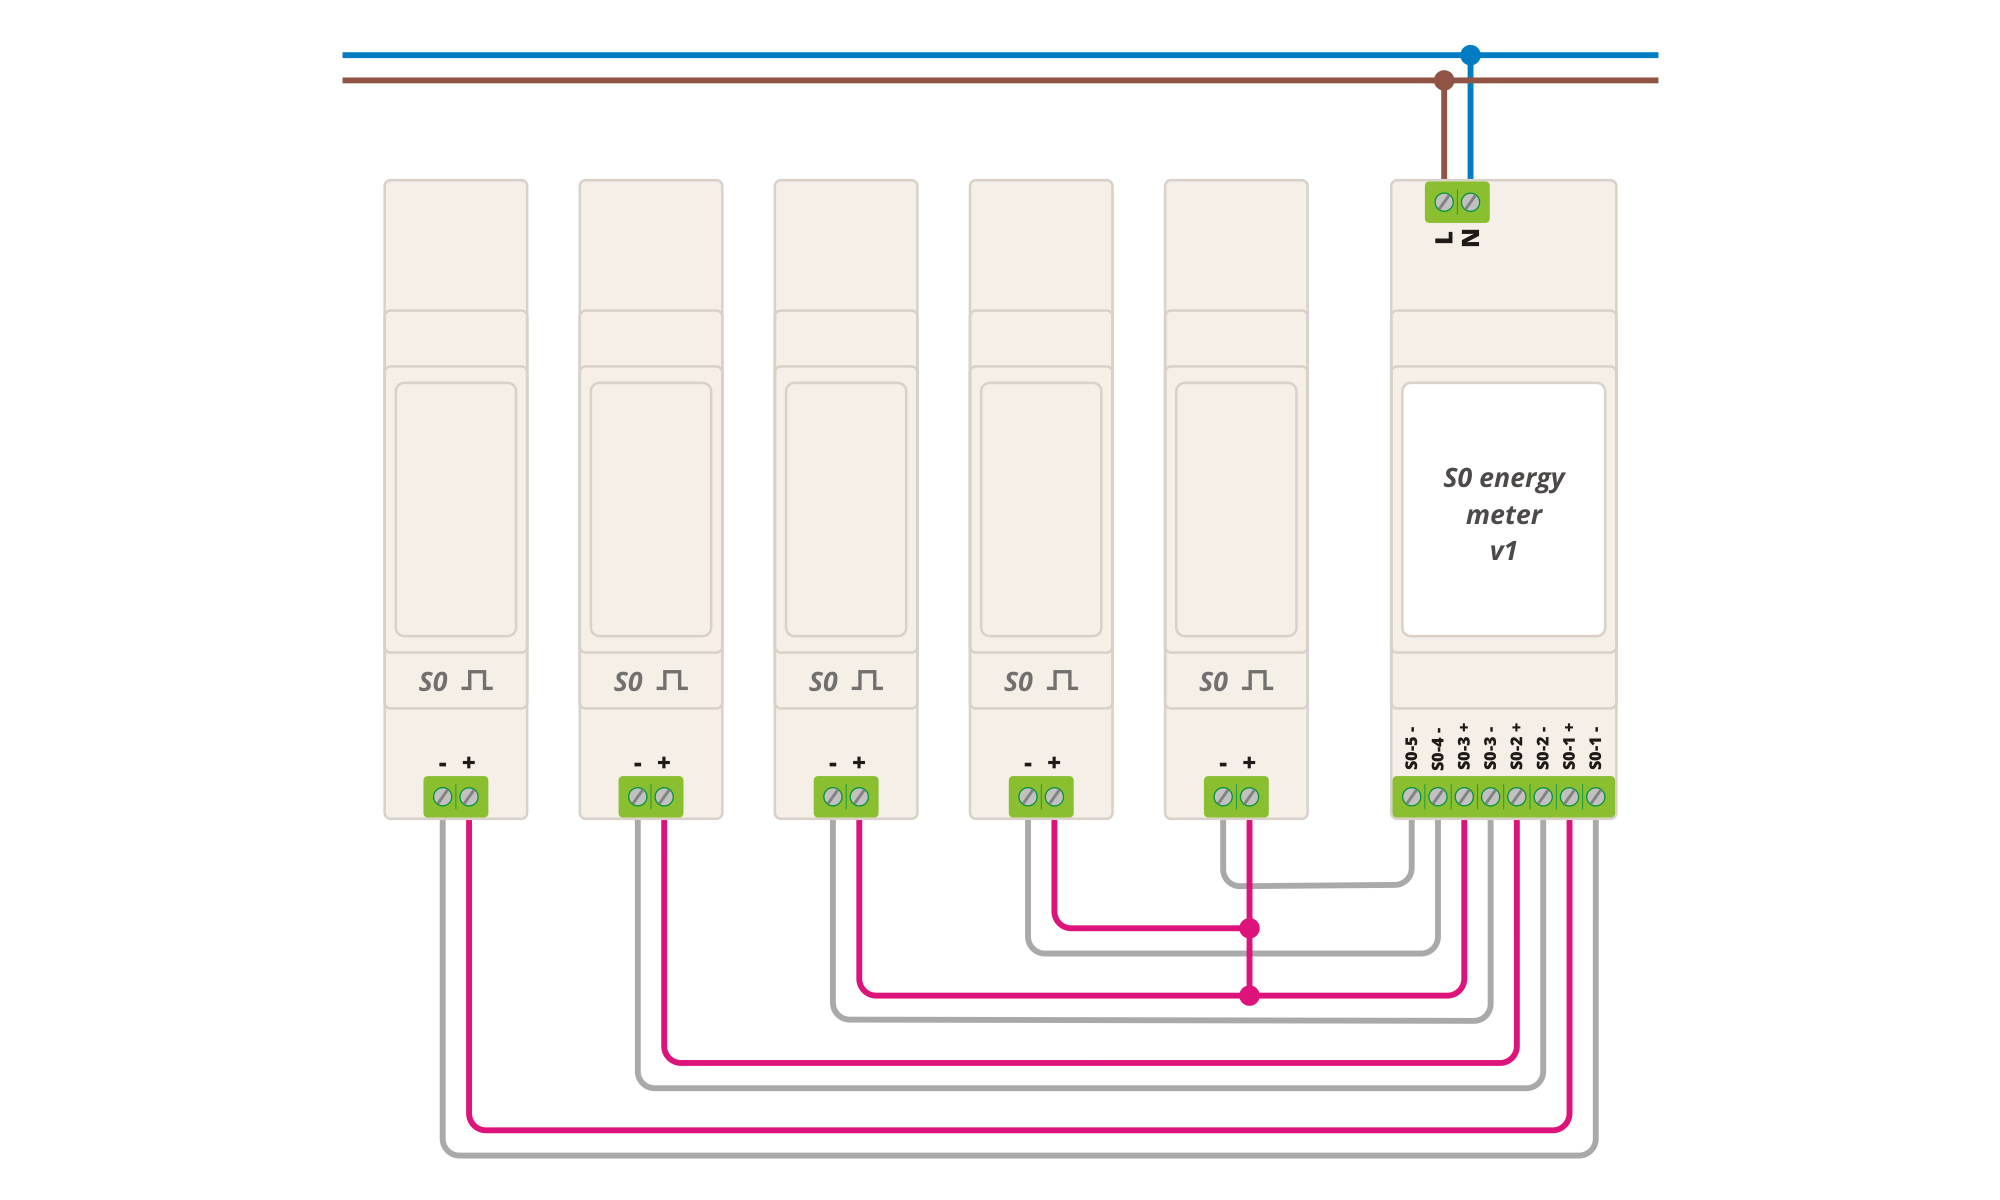 L
N
S0 energy
meter
v1
S0
S0
S0
S0
S0
- +
- +
- +
- +
- +
S0-5 -
S0-4 -
S0-3 +
S0-3 -
S0-2 +
S0-2 -
S0-1 +
S0-1 -